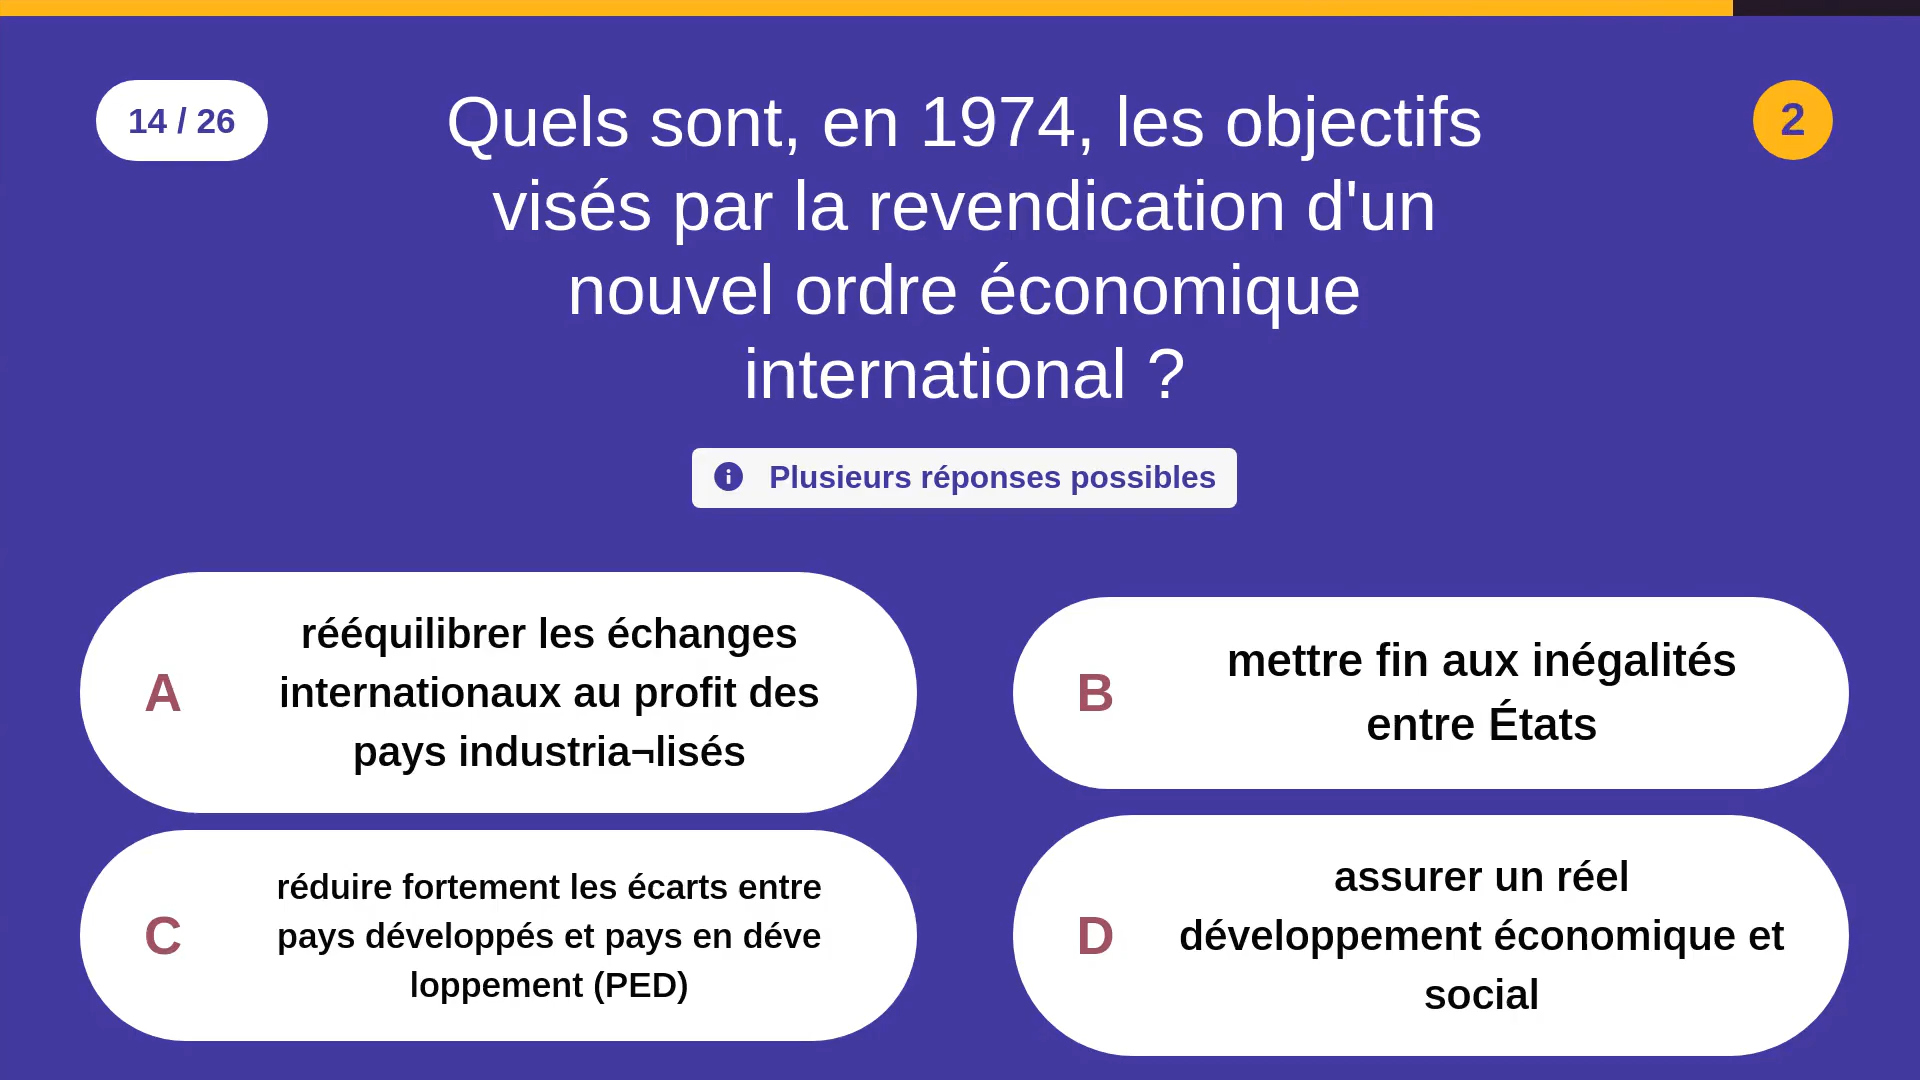 14 / 26
Quels sont, en 1974, les objectifs
visés par la revendication d'un
nouvel ordre économique
international ?
2
Plusieurs réponses possibles
A
rééquilibrer les échanges
internationaux au profit des
pays industria¬lisés
B
mettre fin aux inégalités
entre États
C
réduire fortement les écarts entre
pays développés et pays en déve
loppement (PED)
D
assurer un réel
développement économique et
social